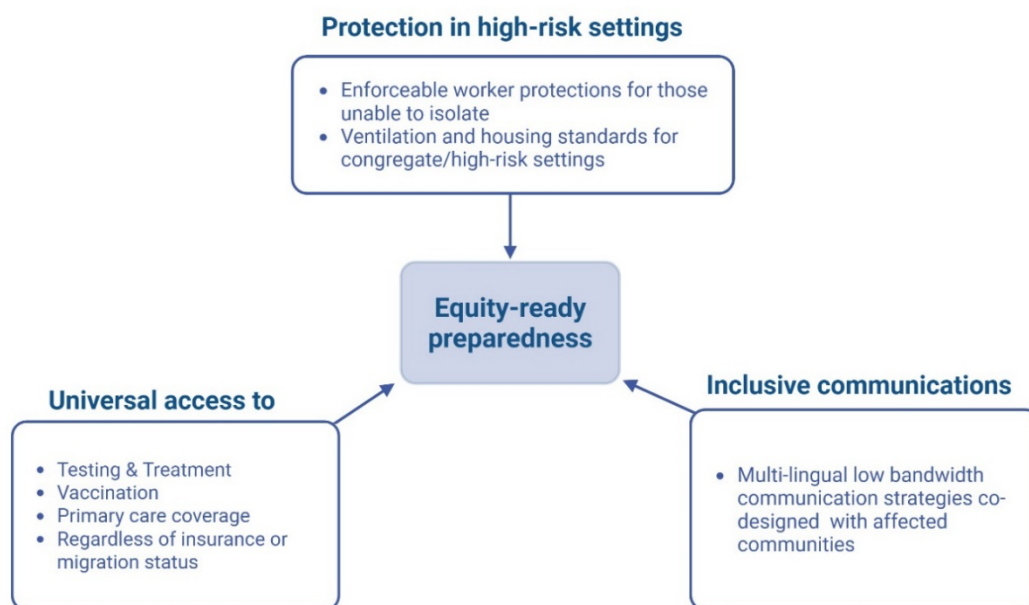 Protection in high-risk settings
• Enforceable worker protections for those
unable to isolate
• Ventilation and housing standards for
congregate/high-risk settings
Equity-ready
preparedness
Universal access to
• Testing & Treatment
• Vaccination
• Primary care coverage
• Regardless of insurance or
migration status
Inclusive communications
• Multi-lingual low bandwidth
communication strategies co-
designed with affected
communities